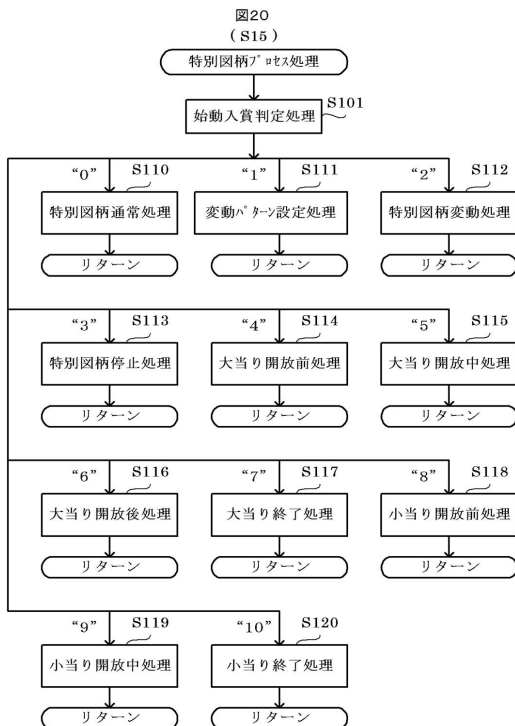 図20
(S15)
特別図柄プロセス処理
S101
始動入賞判定処理
“0” S110 “1” S111 “2” S112
特別図柄通常処理 変動パターン設定処理 特別図柄変動処理
リターン リターン リターン
“3” S113 “4” S114 “5” S115
特別図柄停止処理 大当り開放前処理 大当り開放中処理
リターン リターン リターン
“6” S116 “7” S117 “8” S118
大当り開放後処理 大当り終了処理 小当り開放前処理
リターン リターン リターン
“9” S119 “10” S120
小当り開放中処理 小当り終了処理
リターン リターン